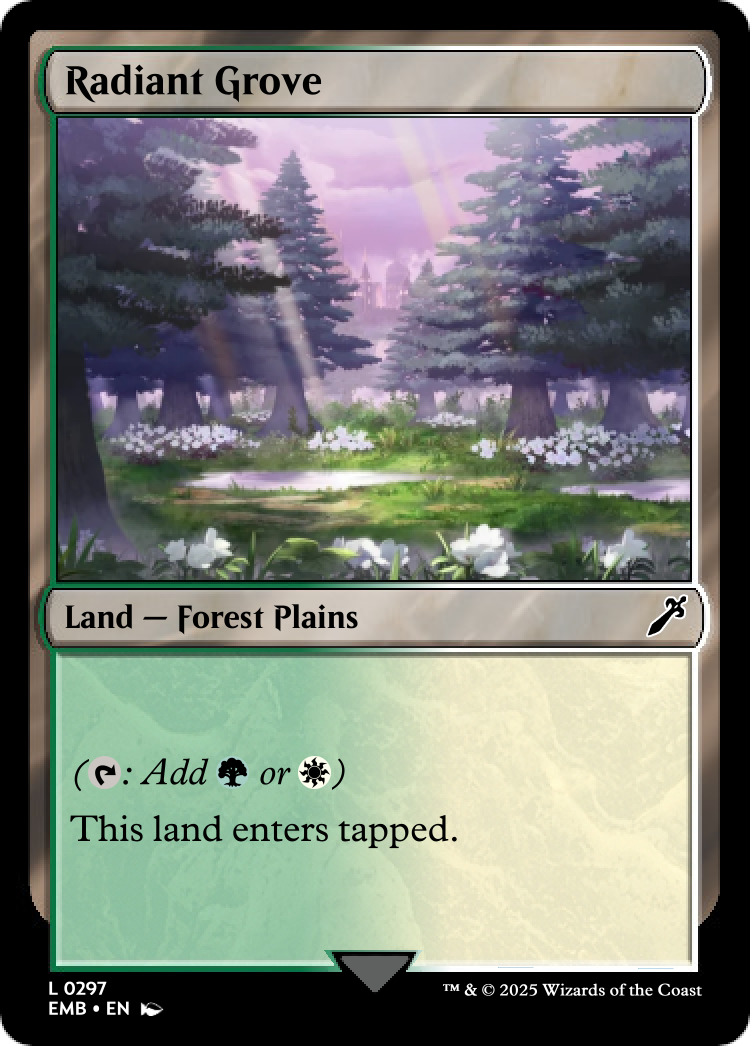 Radiant Grove
Land — Forest Plains
(: Add or )
This land enters tapped.
L 0297
EMB • EN
™ & © 2025 Wizards of the Coast